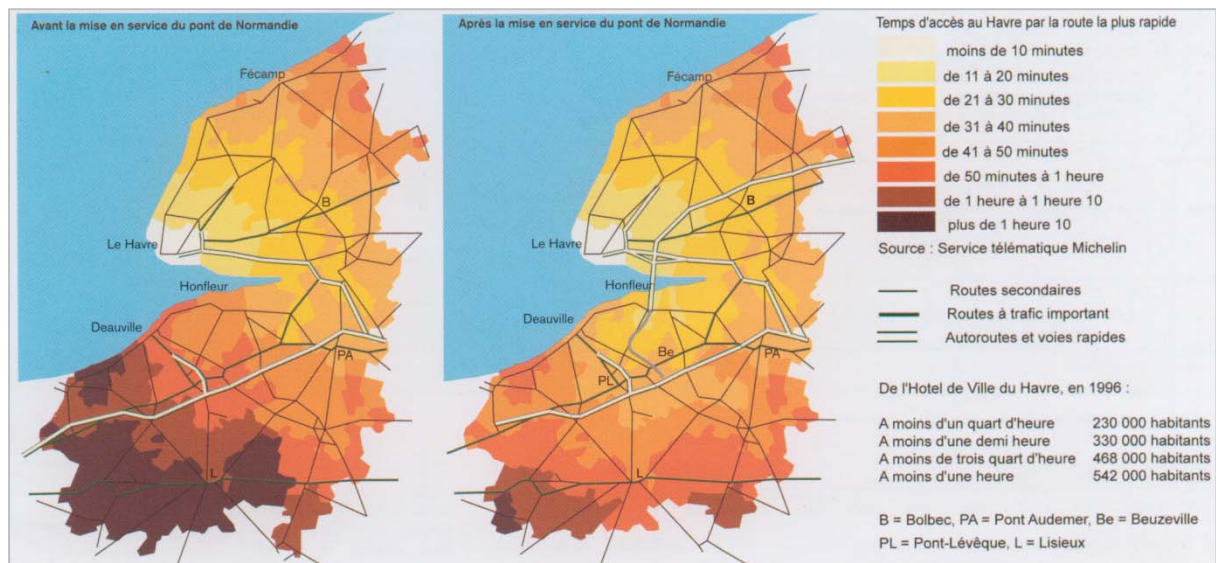 Avant la mise en service du pont de Normandie
Fécamp
B
Le Havre
Honfleur
Deauville
PA
L
Après la mise en service du pont de Normandie
Fécamp
B
Le Havre
Honfleur
Deauville
Be
PA
PL
L
Temps d'accès au Havre par la route la plus rapide
moins de 10 minutes
de 11 à 20 minutes
de 21 à 30 minutes
de 31 à 40 minutes
de 41 à 50 minutes
de 50 minutes à 1 heure
de 1 heure à 1 heure 10
plus de 1 heure 10
Source : Service télématique Michelin
Routes secondaires
Routes à trafic important
Autoroutes et voies rapides
De l'Hotel de Ville du Havre, en 1996 :
A moins d'un quart d'heure 230 000 habitants
A moins d'une demi heure 330 000 habitants
A moins de trois quart d'heure 468 000 habitants
A moins d'une heure 542 000 habitants
B = Bolbec, PA = Pont Audemer, Be = Beuzeville
PL = Pont-Lévêque, L = Lisieux